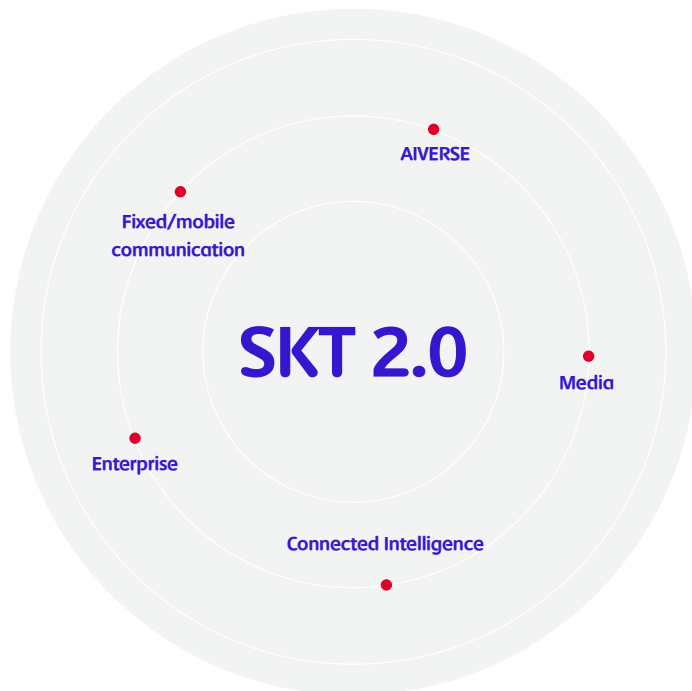 AIVERSE
Fixed/mobile
communication
SKT 2.0
Media
Enterprise
Connected Intelligence